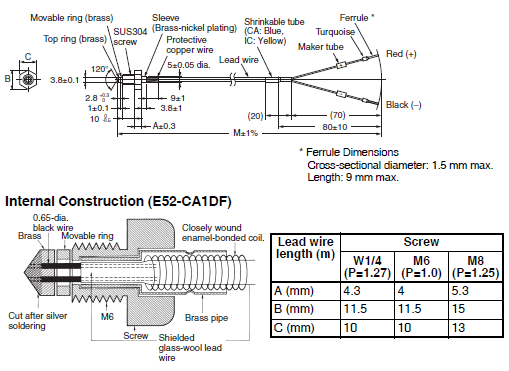 Movable ring (brass)
Top ring (brass)
SUS304
screw
Sleeve
(Brass-nickel plating)
Protective
copper wire
5±0.05 dia.
Lead wire
Shrinkable tube
(CA: Blue,
IC: Yellow)
Ferrule *
Turquoise
Maker tube
Red (+)
Black (−)
C
B
120°
3.8±0.1
2.8 +0.3 0
1±0.1
10
9±1
3.8±1
A±0.3
M±1%
(20)
(70)
80±10
* Ferrule Dimensions
Cross-sectional diameter: 1.5 mm max.
Length: 9 mm max.
Internal Construction (E52-CA1DF)
0.65-dia.
black wire
Brass
Movable ring
Closely wound
enamel-bonded coil.
Cut after silver
soldering
M6
Screw
Brass pipe
Shielded
glass-wool lead
wire
Lead wire length (m) Screw
W1/4 (P=1.27) M6 (P=1.0) M8 (P=1.25)
A (mm) 4.3 4 5.3
B (mm) 11.5 11.5 15
C (mm) 10 10 13